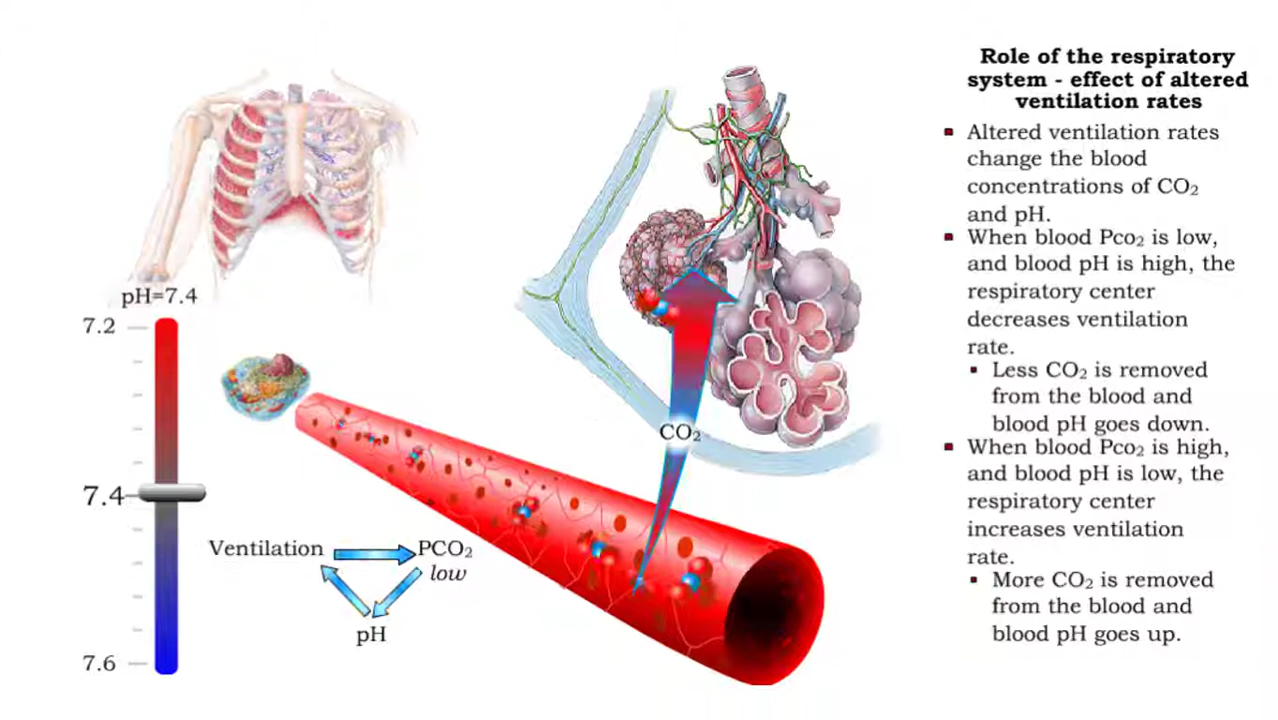 Role of the respiratory
system - effect of altered
ventilation rates
▪ Altered ventilation rates
change the blood
concentrations of CO₂
and pH.
▪ When blood Pco₂ is low,
and blood pH is high, the
respiratory center
decreases ventilation
rate.
▪ Less CO₂ is removed
from the blood and
blood pH goes down.
▪ When blood Pco₂ is high,
and blood pH is low, the
respiratory center
increases ventilation
rate.
▪ More CO₂ is removed
from the blood and
blood pH goes up.
pH=7.4
7.2
7.4
7.6
CO₂
Ventilation
PCO₂
low
pH